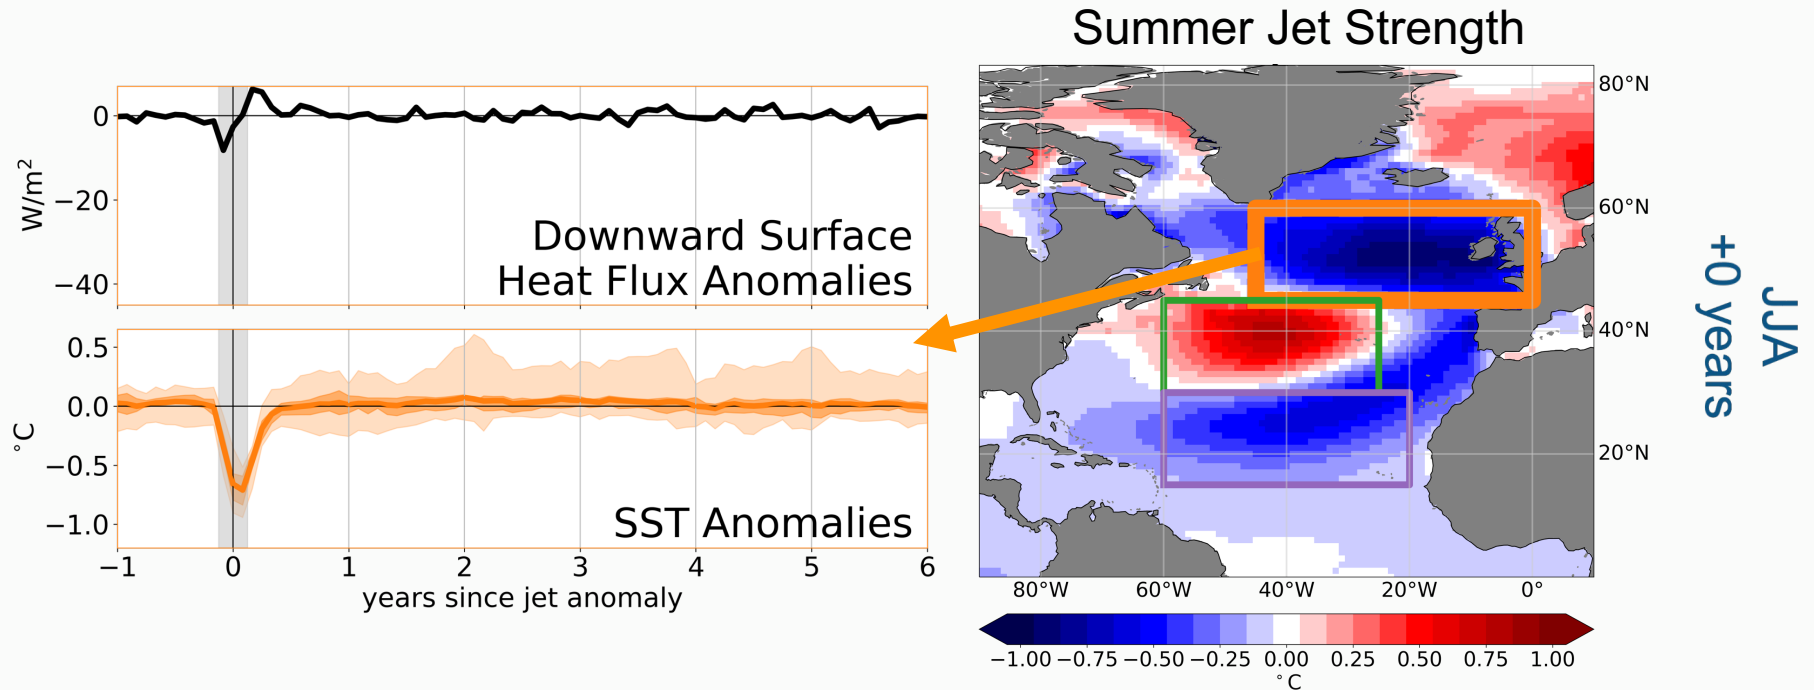 Summer Jet Strength
0
−20
−40
W/m²
Downward Surface
Heat Flux Anomalies
0.5
0.0
−0.5
−1.0
°C
SST Anomalies
−1 0 1 2 3 4 5 6
years since jet anomaly
80°N
60°N
40°N
20°N
80°W 60°W 40°W 20°W 0°
−1.00 −0.75 −0.50 −0.25 0.00 0.25 0.50 0.75 1.00
°C
JJA
+0 years